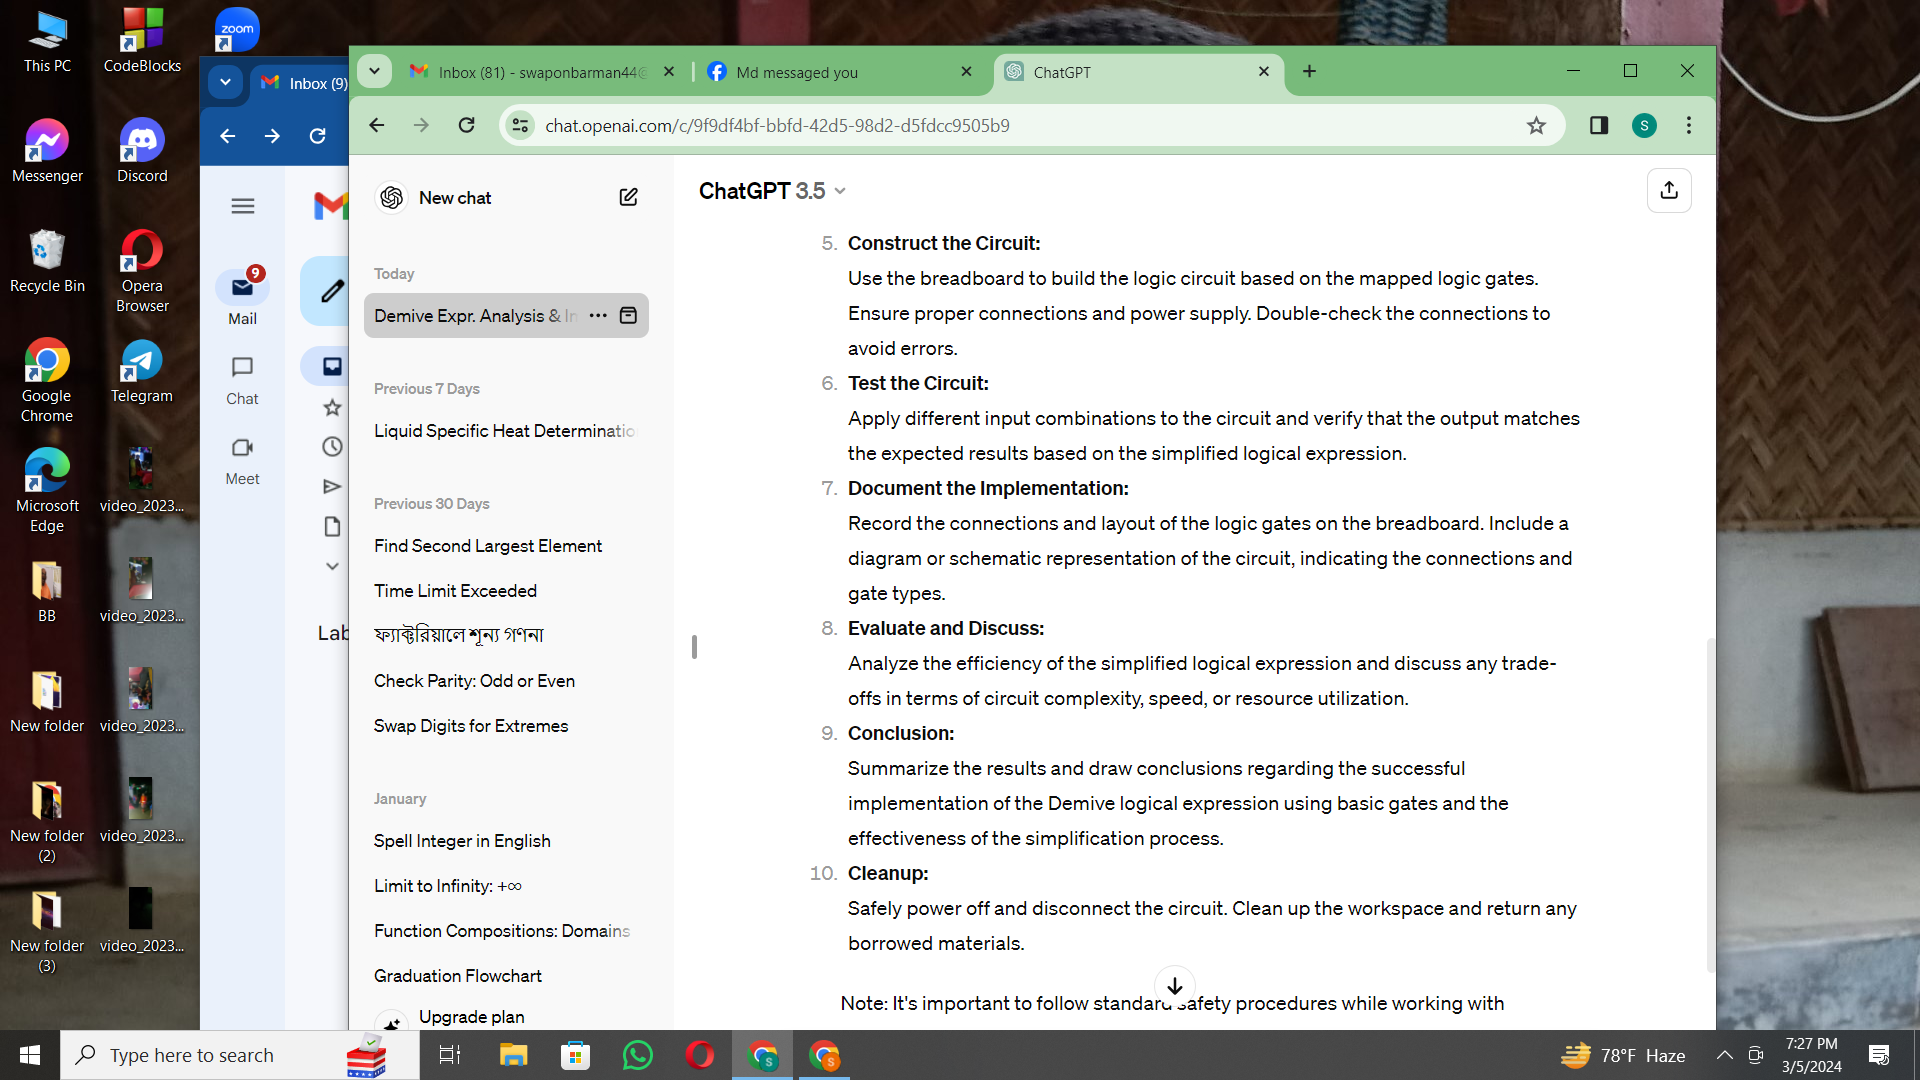 This PC
CodeBlocks
zoom
Messenger
Discord
Recycle Bin
Opera
Browser
Google
Chrome
Telegram
Microsoft
Edge
video_2023...
BB
video_2023...
New folder
video_2023...
New folder
(2)
video_2023...
New folder
(3)
video_2023...
Inbox (9)
9
Mail
Chat
Meet
Lab
Inbox (81) - swaponbarman44@
Md messaged you
ChatGPT
chat.openai.com/c/9f9df4bf-bbfd-42d5-98d2-d5fdcc9505b9
S
New chat
Today
Demive Expr. Analysis & In
Previous 7 Days
Liquid Specific Heat Determinatio
Previous 30 Days
Find Second Largest Element
Time Limit Exceeded
ফ্যাক্টরিয়ালে শূন্য গণনা
Check Parity: Odd or Even
Swap Digits for Extremes
January
Spell Integer in English
Limit to Infinity: +∞
Function Compositions: Domains
Graduation Flowchart
Upgrade plan
ChatGPT 3.5
5. Construct the Circuit:
Use the breadboard to build the logic circuit based on the mapped logic gates.
Ensure proper connections and power supply. Double-check the connections to
avoid errors.
6. Test the Circuit:
Apply different input combinations to the circuit and verify that the output matches
the expected results based on the simplified logical expression.
7. Document the Implementation:
Record the connections and layout of the logic gates on the breadboard. Include a
diagram or schematic representation of the circuit, indicating the connections and
gate types.
8. Evaluate and Discuss:
Analyze the efficiency of the simplified logical expression and discuss any trade-
offs in terms of circuit complexity, speed, or resource utilization.
9. Conclusion:
Summarize the results and draw conclusions regarding the successful
implementation of the Demive logical expression using basic gates and the
effectiveness of the simplification process.
10. Cleanup:
Safely power off and disconnect the circuit. Clean up the workspace and return any
borrowed materials.
Note: It's important to follow standard safety procedures while working with
Type here to search
S
S
78°F Haze
7:27 PM
3/5/2024